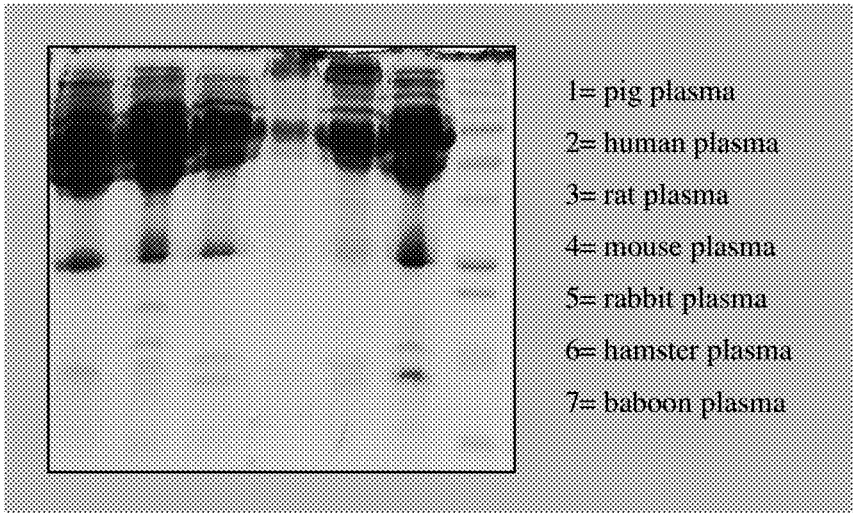 1= pig plasma
2= human plasma
3= rat plasma
4= mouse plasma
5= rabbit plasma
6= hamster plasma
7= baboon plasma